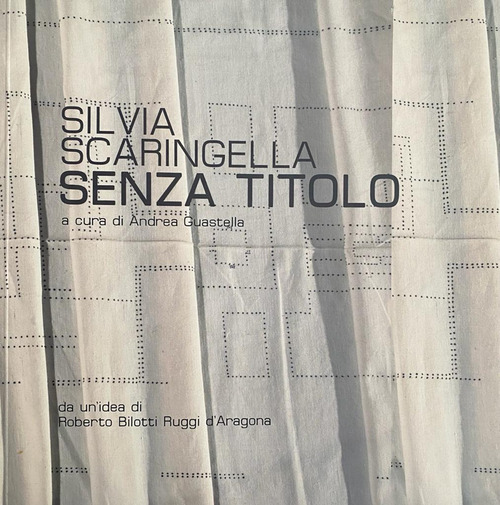 SILVIA
SCARINGELLA
SENZA TITOLO
a cura di Andrea Guastella
da un'idea di
Roberto Bilotti Ruggi d'Aragona